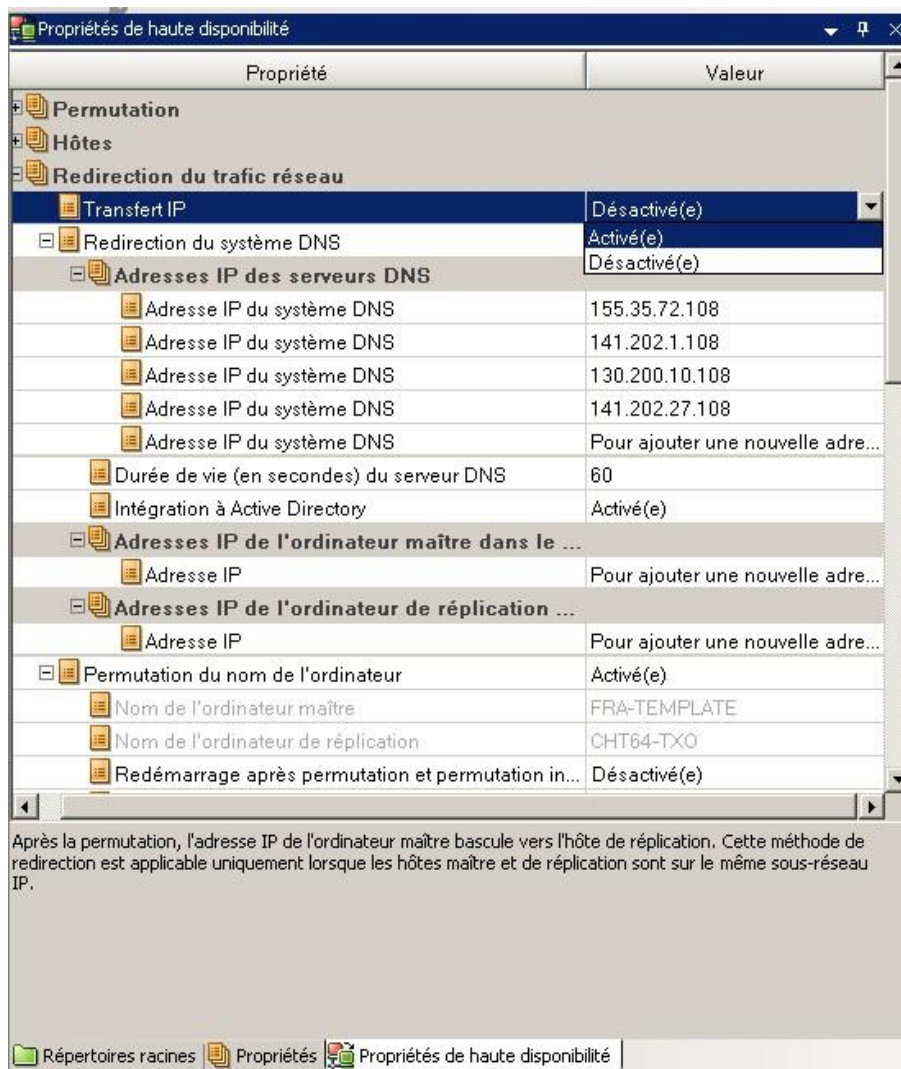 Propriétés de haute disponibilité
Propriété Valeur
Permutation
Hôtes
Redirection du trafic réseau
Transfert IP Désactivé(e)
Redirection du système DNS Activé(e)
Désactivé(e)
Adresses IP des serveurs DNS
Adresse IP du système DNS 155.35.72.108
Adresse IP du système DNS 141.202.1.108
Adresse IP du système DNS 130.200.10.108
Adresse IP du système DNS 141.202.27.108
Adresse IP du système DNS Pour ajouter une nouvelle adre...
Durée de vie (en secondes) du serveur DNS 60
Intégration à Active Directory Activé(e)
Adresses IP de l'ordinateur maître dans le ...
Adresse IP Pour ajouter une nouvelle adre...
Adresses IP de l'ordinateur de réplication ...
Adresse IP Pour ajouter une nouvelle adre...
Permutation du nom de l'ordinateur Activé(e)
Nom de l'ordinateur maître FRA-TEMPLATE
Nom de l'ordinateur de réplication CHT64-TXO
Redémarrage après permutation et permutation in... Désactivé(e)
Après la permutation, l'adresse IP de l'ordinateur maître bascule vers l'hôte de réplication. Cette méthode de
redirection est applicable uniquement lorsque les hôtes maître et de réplication sont sur le même sous-réseau
IP.
Répertoires racines Propriétés Propriétés de haute disponibilité